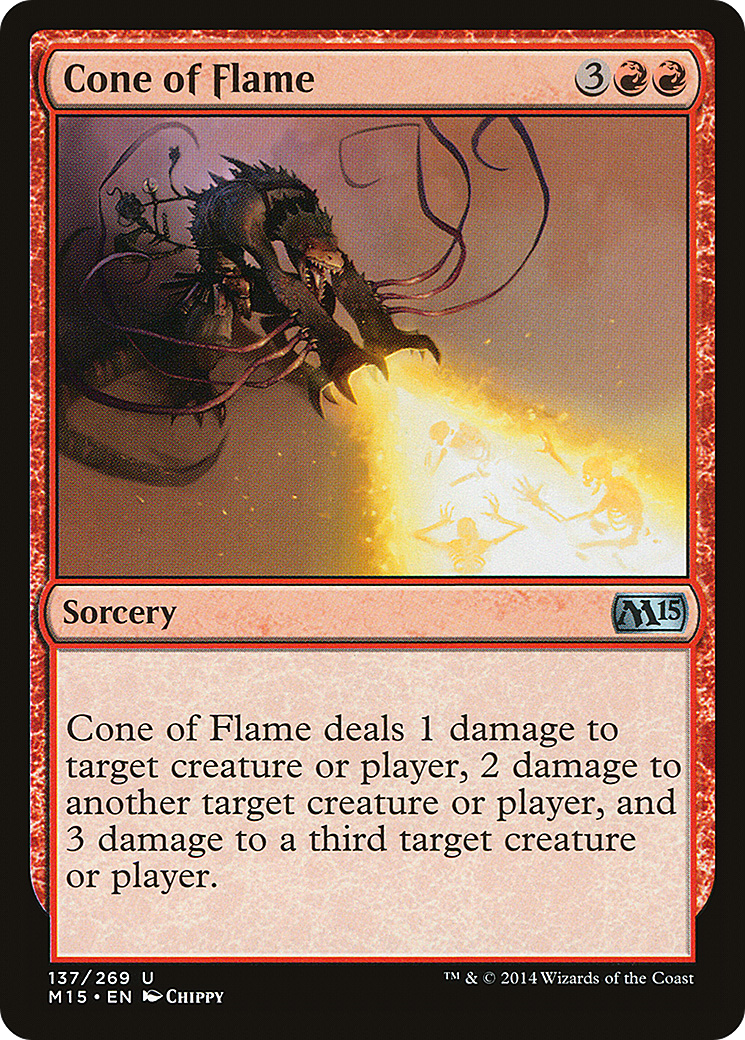 Cone of Flame 3
Sorcery M15
Cone of Flame deals 1 damage to
target creature or player, 2 damage to
another target creature or player, and
3 damage to a third target creature
or player.
137/269 U ™ & © 2014 Wizards of the Coast
M15 • EN CHIPPY